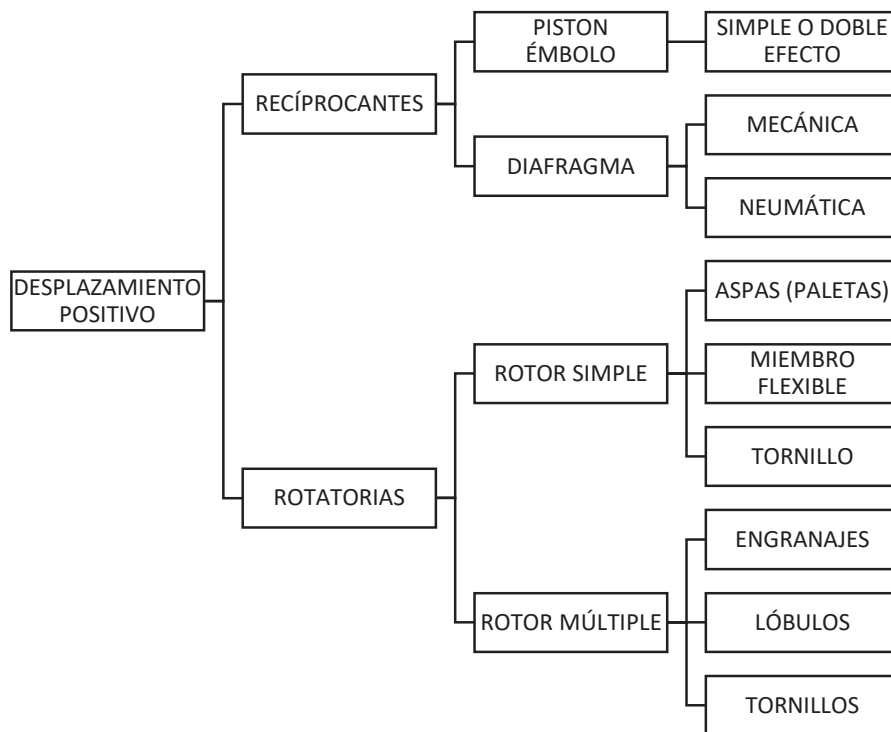 PISTON
ÉMBOLO
SIMPLE O DOBLE
EFECTO
RECÍPROCANTES
MECÁNICA
DIAFRAGMA
NEUMÁTICA
DESPLAZAMIENTO
POSITIVO
ASPAS (PALETAS)
ROTOR SIMPLE
MIEMBRO
FLEXIBLE
TORNILLO
ROTATORIAS
ENGRANAJES
ROTOR MÚLTIPLE
LÓBULOS
TORNILLOS